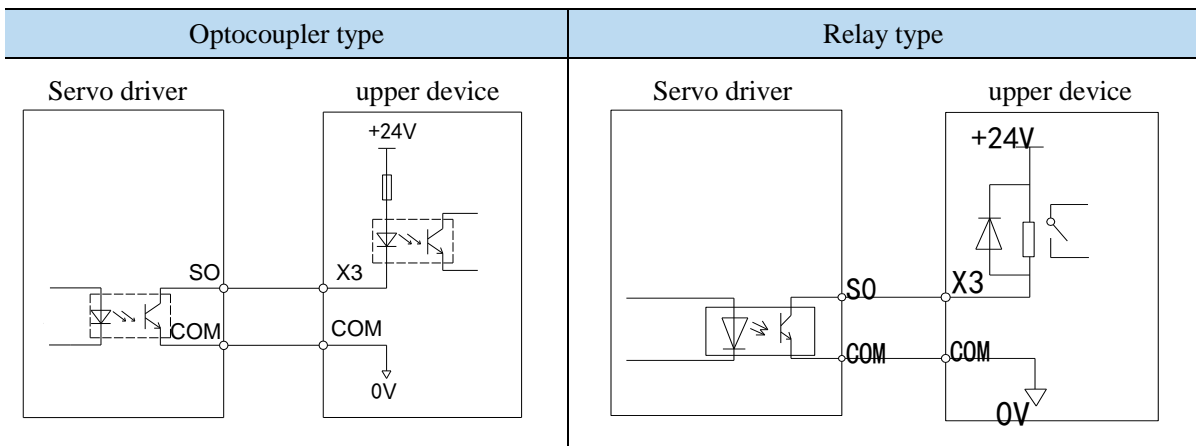 Optocoupler type
Relay type
Servo driver
upper device
+24V
SO
X3
COM
COM
0V
Servo driver
upper device
+24V
SO
X3
COM
COM
0V